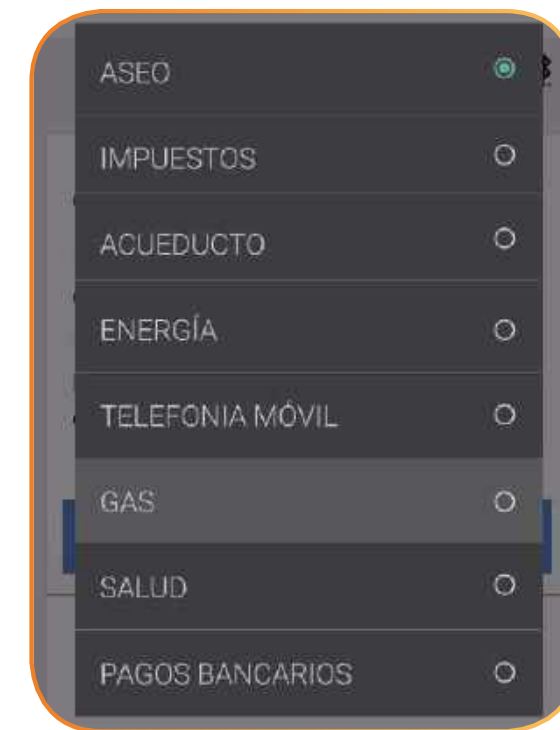 ASEO
IMPUESTOS
ACUEDUCTO
ENERGÍA
TELEFONIA MÓVIL
GAS
SALUD
PAGOS BANCARIOS